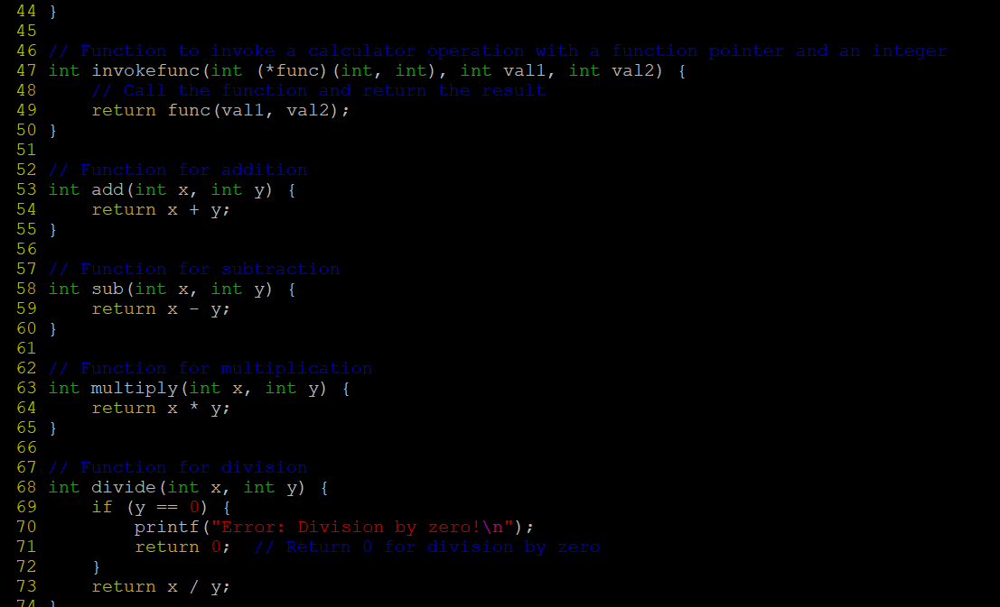 44 }
45
46 // Function to invoke a calculator operation with a function pointer and an integer
47 int invokefunc(int (*func)(int, int), int val1, int val2) {
48     // Call the function and return the result
49     return func(val1, val2);
50 }
51
52 // Function for addition
53 int add(int x, int y) {
54     return x + y;
55 }
56
57 // Function for subtraction
58 int sub(int x, int y) {
59     return x - y;
60 }
61
62 // Function for multiplication
63 int multiply(int x, int y) {
64     return x * y;
65 }
66
67 // Function for division
68 int divide(int x, int y) {
69     if (y == 0) {
70         printf("Error: Division by zero!\n");
71         return 0;  // Return 0 for division by zero
72     }
73     return x / y;
74 }